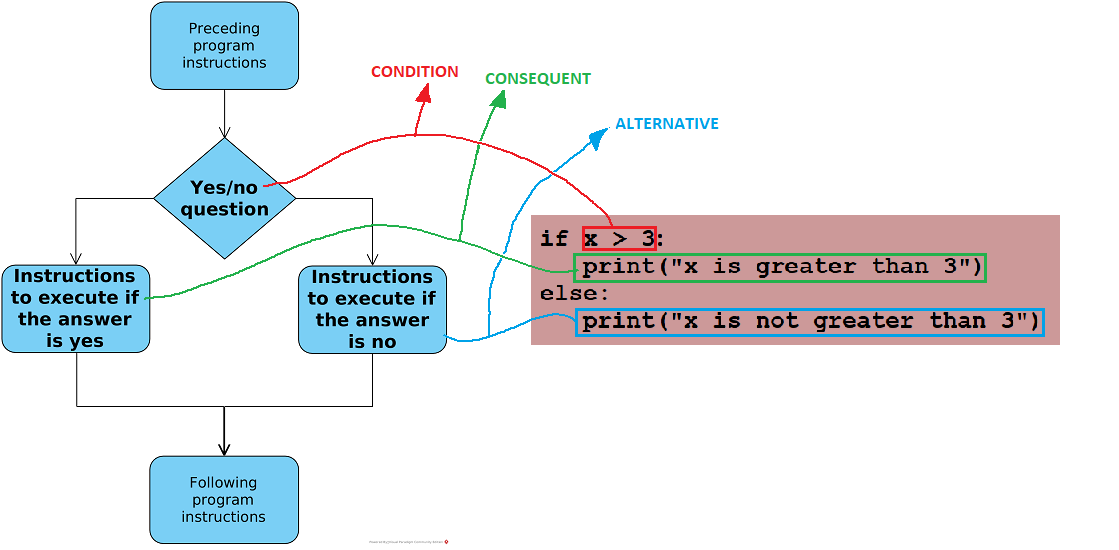 Preceding
program
instructions
CONDITION
CONSEQUENT
ALTERNATIVE
Yes/no
question
if x > 3:
print("x is greater than 3")
else:
print("x is not greater than 3")
Instructions
to execute if
the answer
is yes
Instructions
to execute if
the answer
is no
Following
program
instructions